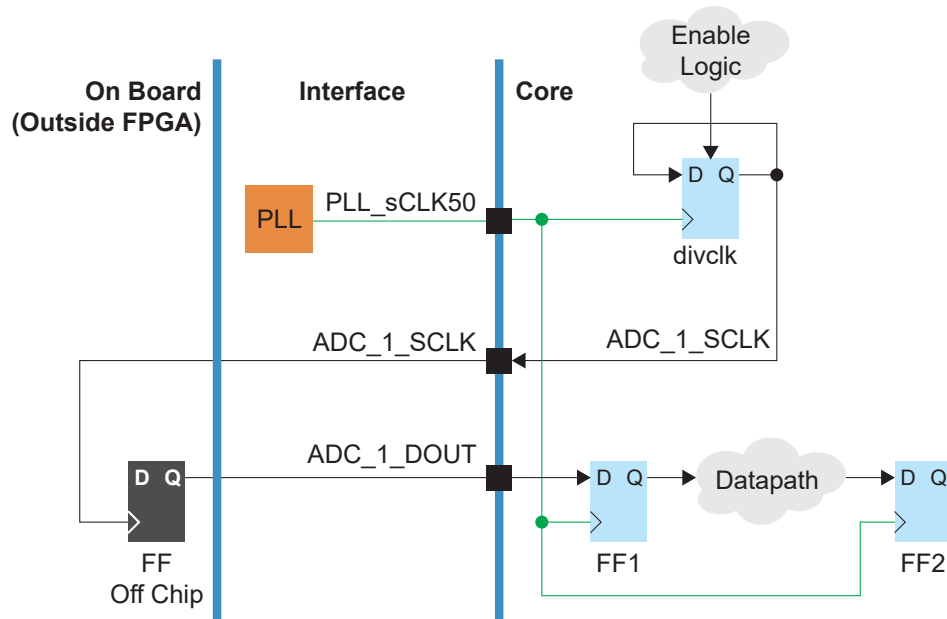 Enable
Logic
On Board
(Outside FPGA)
Interface
Core
D Q
PLL
PLL_sCLK50
divclk
ADC_1_SCLK
ADC_1_SCLK
ADC_1_DOUT
D Q
D Q
Datapath
D Q
FF
Off Chip
FF1
FF2